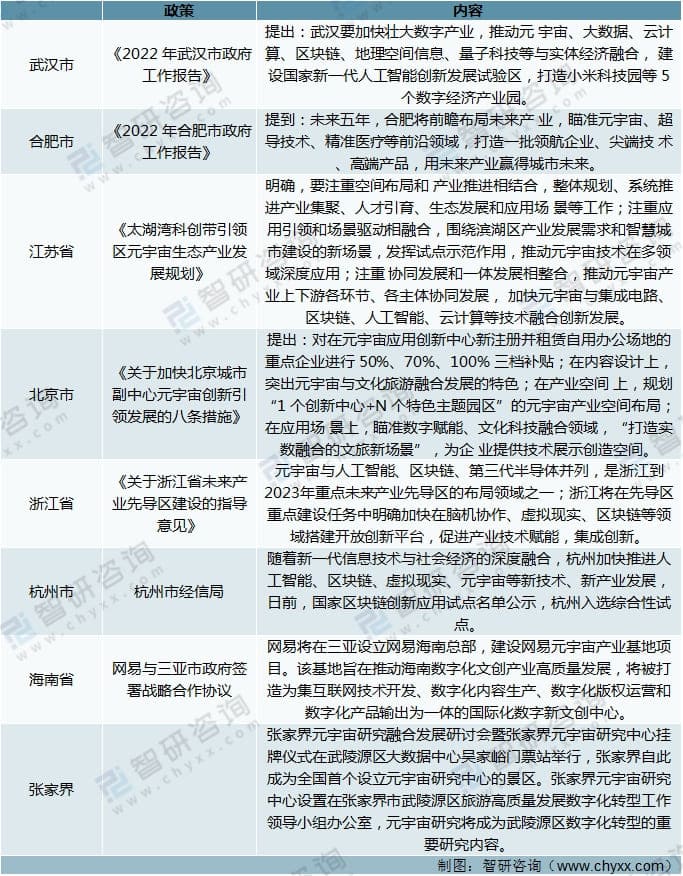 政策 内容
武汉市
《2022年武汉市政府
工作报告》
提出：武汉要加快壮大数字产业，推动元 宇宙、大数据、云计
算、区块链、地理空间信息、量子科技等与实体经济融合， 建
设国家新一代人工智能创新发展试验区，打造小米科技园等 5
个数字经济产业园。
合肥市
《2022年合肥市政府
工作报告》
提到：未来五年，合肥将前瞻布局未来产 业，瞄准元宇宙、超
导技术、精准医疗等前沿领域，打造一批领航企业、尖端技 术
、高端产品，用未来产业赢得城市未来。
江苏省
《太湖湾科创带引领
区元宇宙生态产业发
展规划》
明确，要注重空间布局和 产业推进相结合，整体规划、系统推
进产业集聚、人才引育、生态发展和应用场 景等工作；注重应
用引领和场景驱动相融合，围绕滨湖区产业发展需求和智慧城
市建设的新场景，发挥试点示范作用，推动元宇宙技术在多领
域深度应用；注重 协同发展和一体发展相整合，推动元宇宙产
业上下游各环节、各主体协同发展， 加快元宇宙与集成电路、
区块链、人工智能、云计算等技术融合创新发展。
北京市
《关于加快北京城市
副中心元宇宙创新引
领发展的八条措施》
提出：对在元宇宙应用创新中心新注册并租赁自用办公场地的
重点企业进行 50%、70%、100% 三档补贴；在内容设计上，
突出元宇宙与文化旅游融合发展的特色；在产业空间 上，规划
“1 个创新中心+N 个特色主题园区”的元宇宙产业空间布局；
在应用场 景上，瞄准数字赋能、文化科技融合领域，“打造实
数融合的文旅新场景”，为企 业提供技术展示创造空间。
浙江省
《关于浙江省未来产
业先导区建设的指导
意见》
元宇宙与人工智能、区块链、第三代半导体并列，是浙江到
2023年重点未来产业先导区的布局领域之一；浙江将在先导区
重点建设任务中明确加快在脑机协作、虚拟现实、区块链等领
域搭建开放创新平台，促进产业技术赋能，集成创新。
杭州市
杭州市经信局
随着新一代信息技术与社会经济的深度融合，杭州加快推进人
工智能、区块链、虚拟现实、元宇宙等新技术、新产业发展，
日前，国家区块链创新应用试点名单公示，杭州入选综合性试
点。
海南省
网易与三亚市政府签
署战略合作协议
网易将在三亚设立网易海南总部，建设网易元宇宙产业基地项
目。该基地旨在推动海南数字化文创产业高质量发展，将被打
造为集互联网技术开发、数字化内容生产、数字化版权运营和
数字化产品输出为一体的国际化数字新文创中心。
张家界
张家界元宇宙研究融合发展研讨会暨张家界元宇宙研究中心挂
牌仪式在武陵源区大数据中心吴家峪门票站举行，张家界自此
成为全国首个设立元宇宙研究中心的景区。张家界元宇宙研究
中心设置在张家界市武陵源区旅游高质量发展数字化转型工作
领导小组办公室，元宇宙研究将成为武陵源区数字化转型的重
要研究内容。
制图：智研咨询（www.chyxx.com）
智研咨询
www.chyxx.com